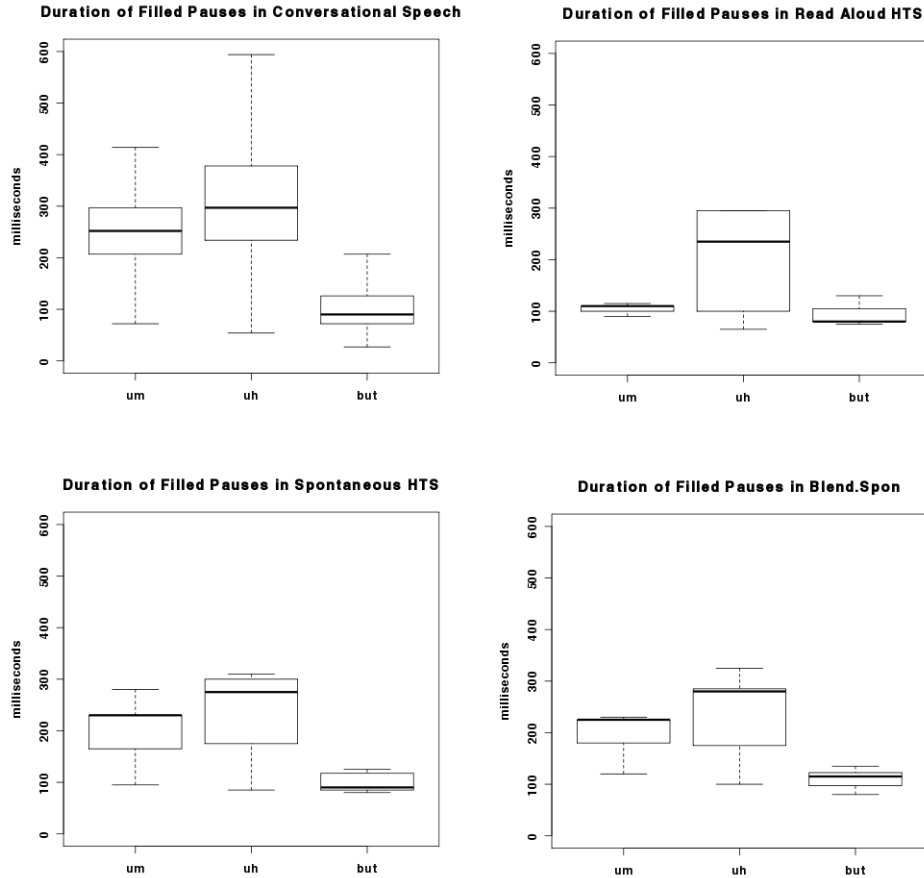 Duration of Filled Pauses in Conversational Speech
milliseconds
600
500
400
300
200
100
0
um uh but
Duration of Filled Pauses in Read Aloud HTS
milliseconds
600
500
400
300
200
100
0
um uh but
Duration of Filled Pauses in Spontaneous HTS
milliseconds
600
500
400
300
200
100
0
um uh but
Duration of Filled Pauses in Blend.Spon
milliseconds
600
500
400
300
200
100
0
um uh but